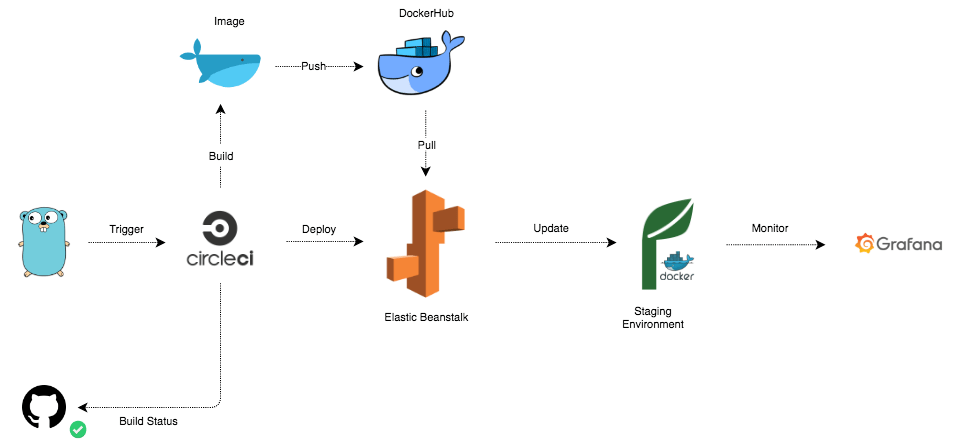 Image
DockerHub
Push
Build
Pull
Trigger
circleci
Deploy
Elastic Beanstalk
Update
docker
Staging
Environment
Monitor
Grafana
Build Status